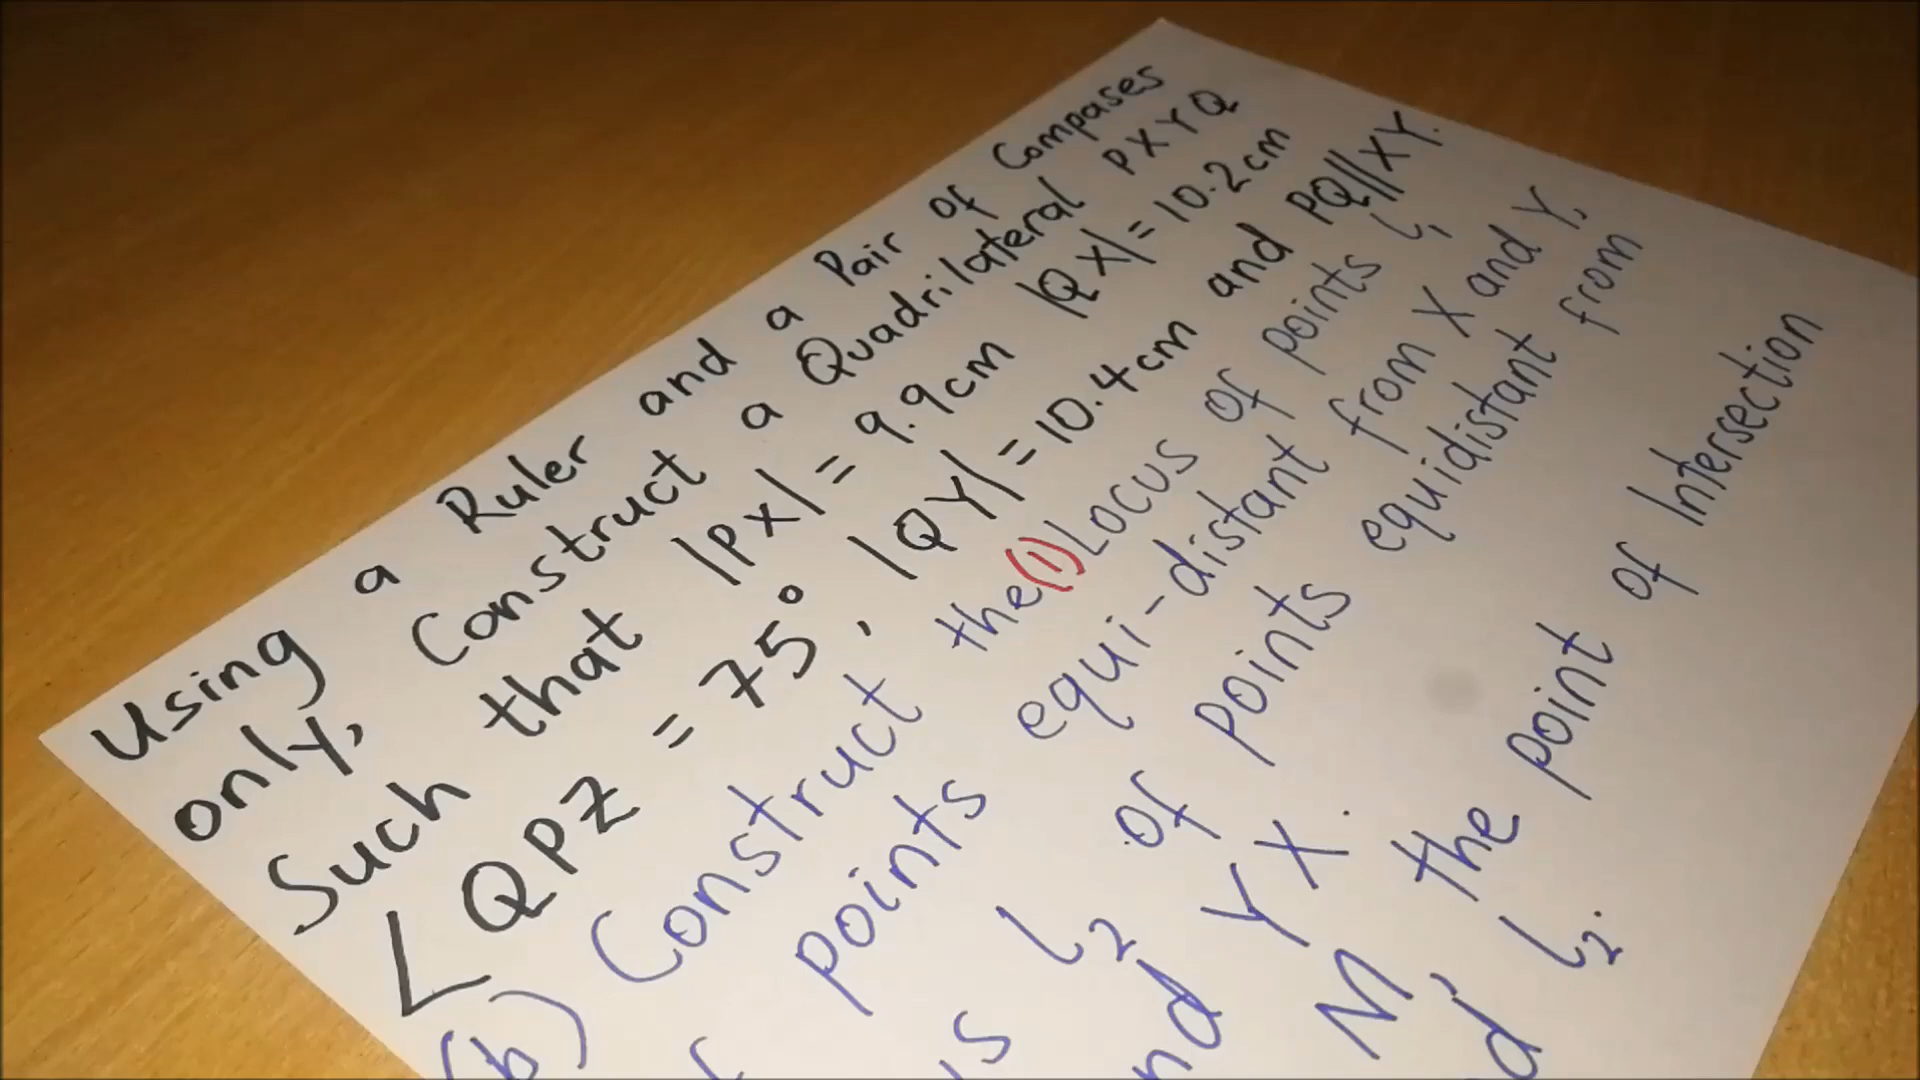 Using a Ruler and a Pair of Compases
only, Construct a Quadrilateral PXYQ
Such that |PX| = 9.9cm |QX| = 10.2cm
∠QPZ = 75°, |QY| = 10.4cm and PQ||XY.
(b) Construct the (1) Locus of points L1
points equi-distant from X and Y,
L2 of points equidistant from
nd YX.
M, the point of Intersection
L2.